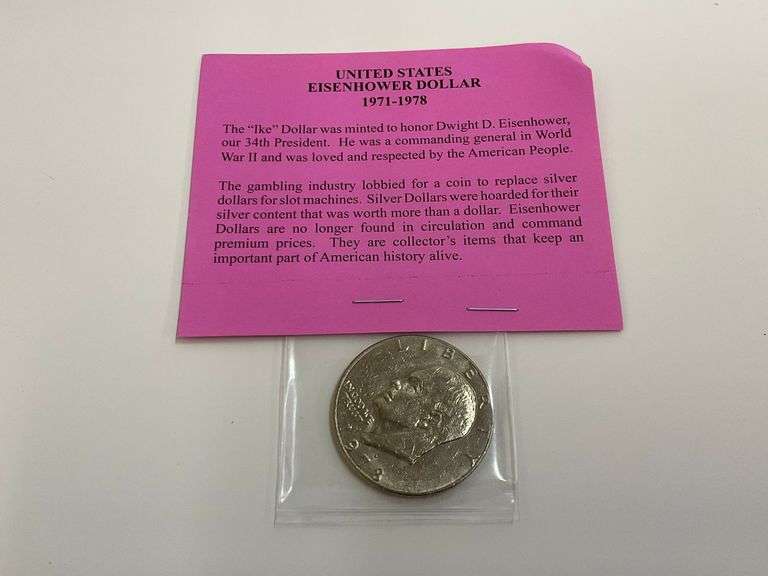 UNITED STATES
EISENHOWER DOLLAR
1971-1978
The "Ike" Dollar was minted to honor Dwight D. Eisenhower,
our 34th President. He was a commanding general in World
War II and was loved and respected by the American People.
The gambling industry lobbied for a coin to replace silver
dollars for slot machines. Silver Dollars were hoarded for their
silver content that was worth more than a dollar. Eisenhower
Dollars are no longer found in circulation and command
premium prices. They are collector's items that keep an
important part of American history alive.
LIBERTY